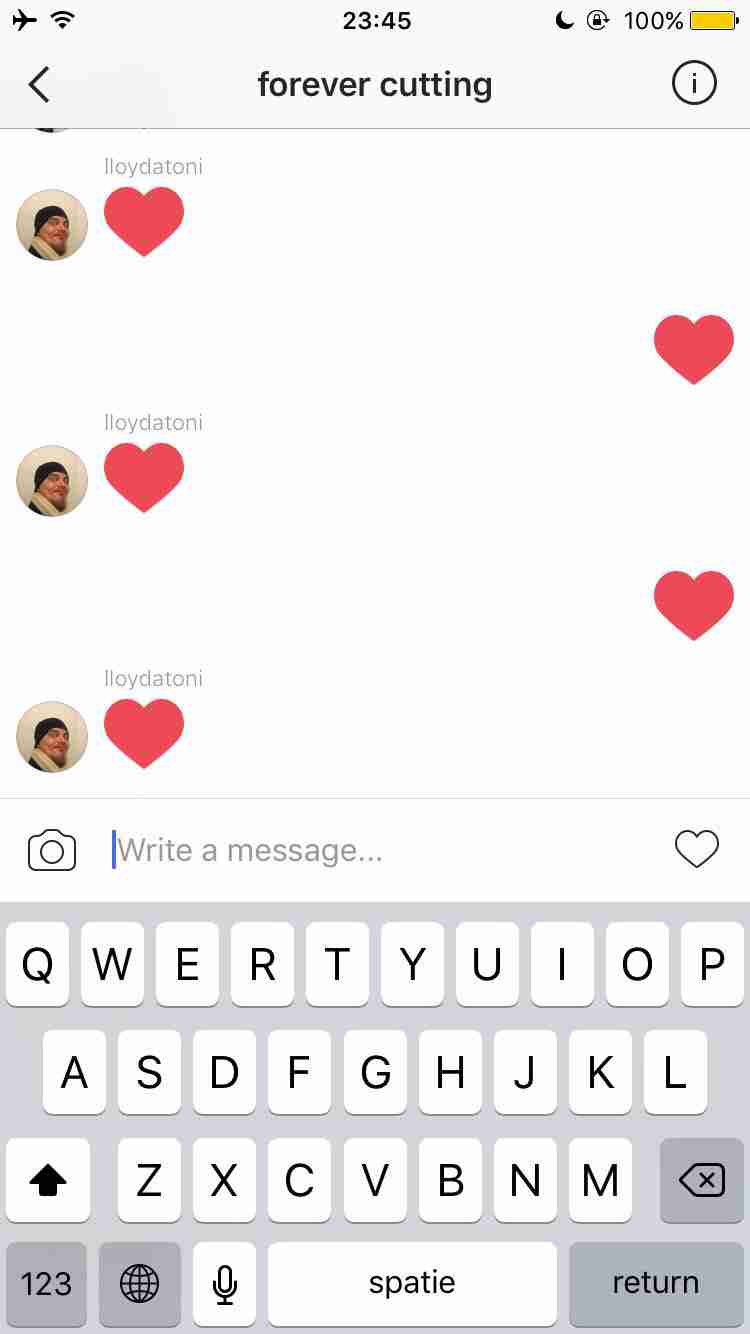 23:45
100%
forever cutting
lloydatoni
lloydatoni
lloydatoni
Write a message...
Q W E R T Y U I O P
A S D F G H J K L
Z X C V B N M
123 spatie return